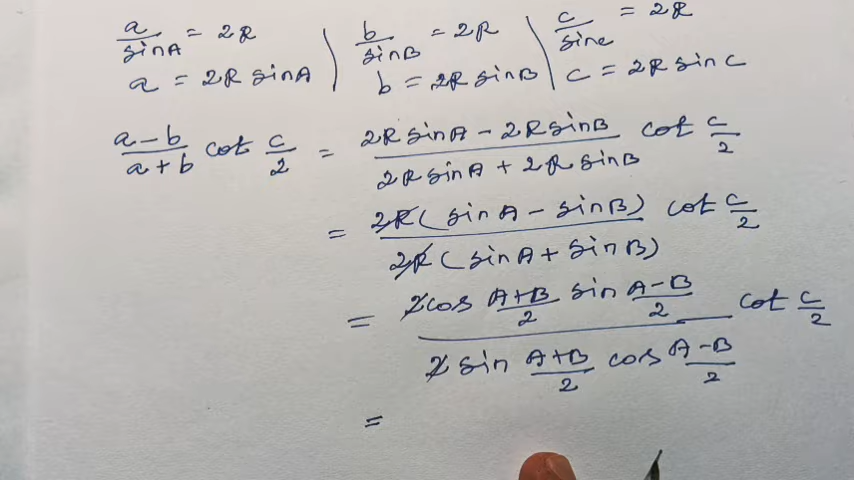 a/sinA = 2R | b/sinB = 2R | c/sinc = 2R
a = 2R sinA | b = 2R sinB | c = 2R sin C
a-b/a+b cot c/2 = 2R sinA - 2R sinB/2R sinA + 2R sinB cot c/2
= 2R(sinA - sinB)/2R(sinA + sinB) cot c/2
= 2cos A+B/2 sin A-B/2 / 2 sin A+B/2 cos A-B/2 cot c/2
=